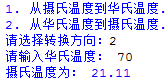 1. 从摄氏温度到华氏温度.
2. 从华氏温度到摄氏温度.
请选择转换方向：2
请输入华氏温度： 70
摄氏温度为： 21.11